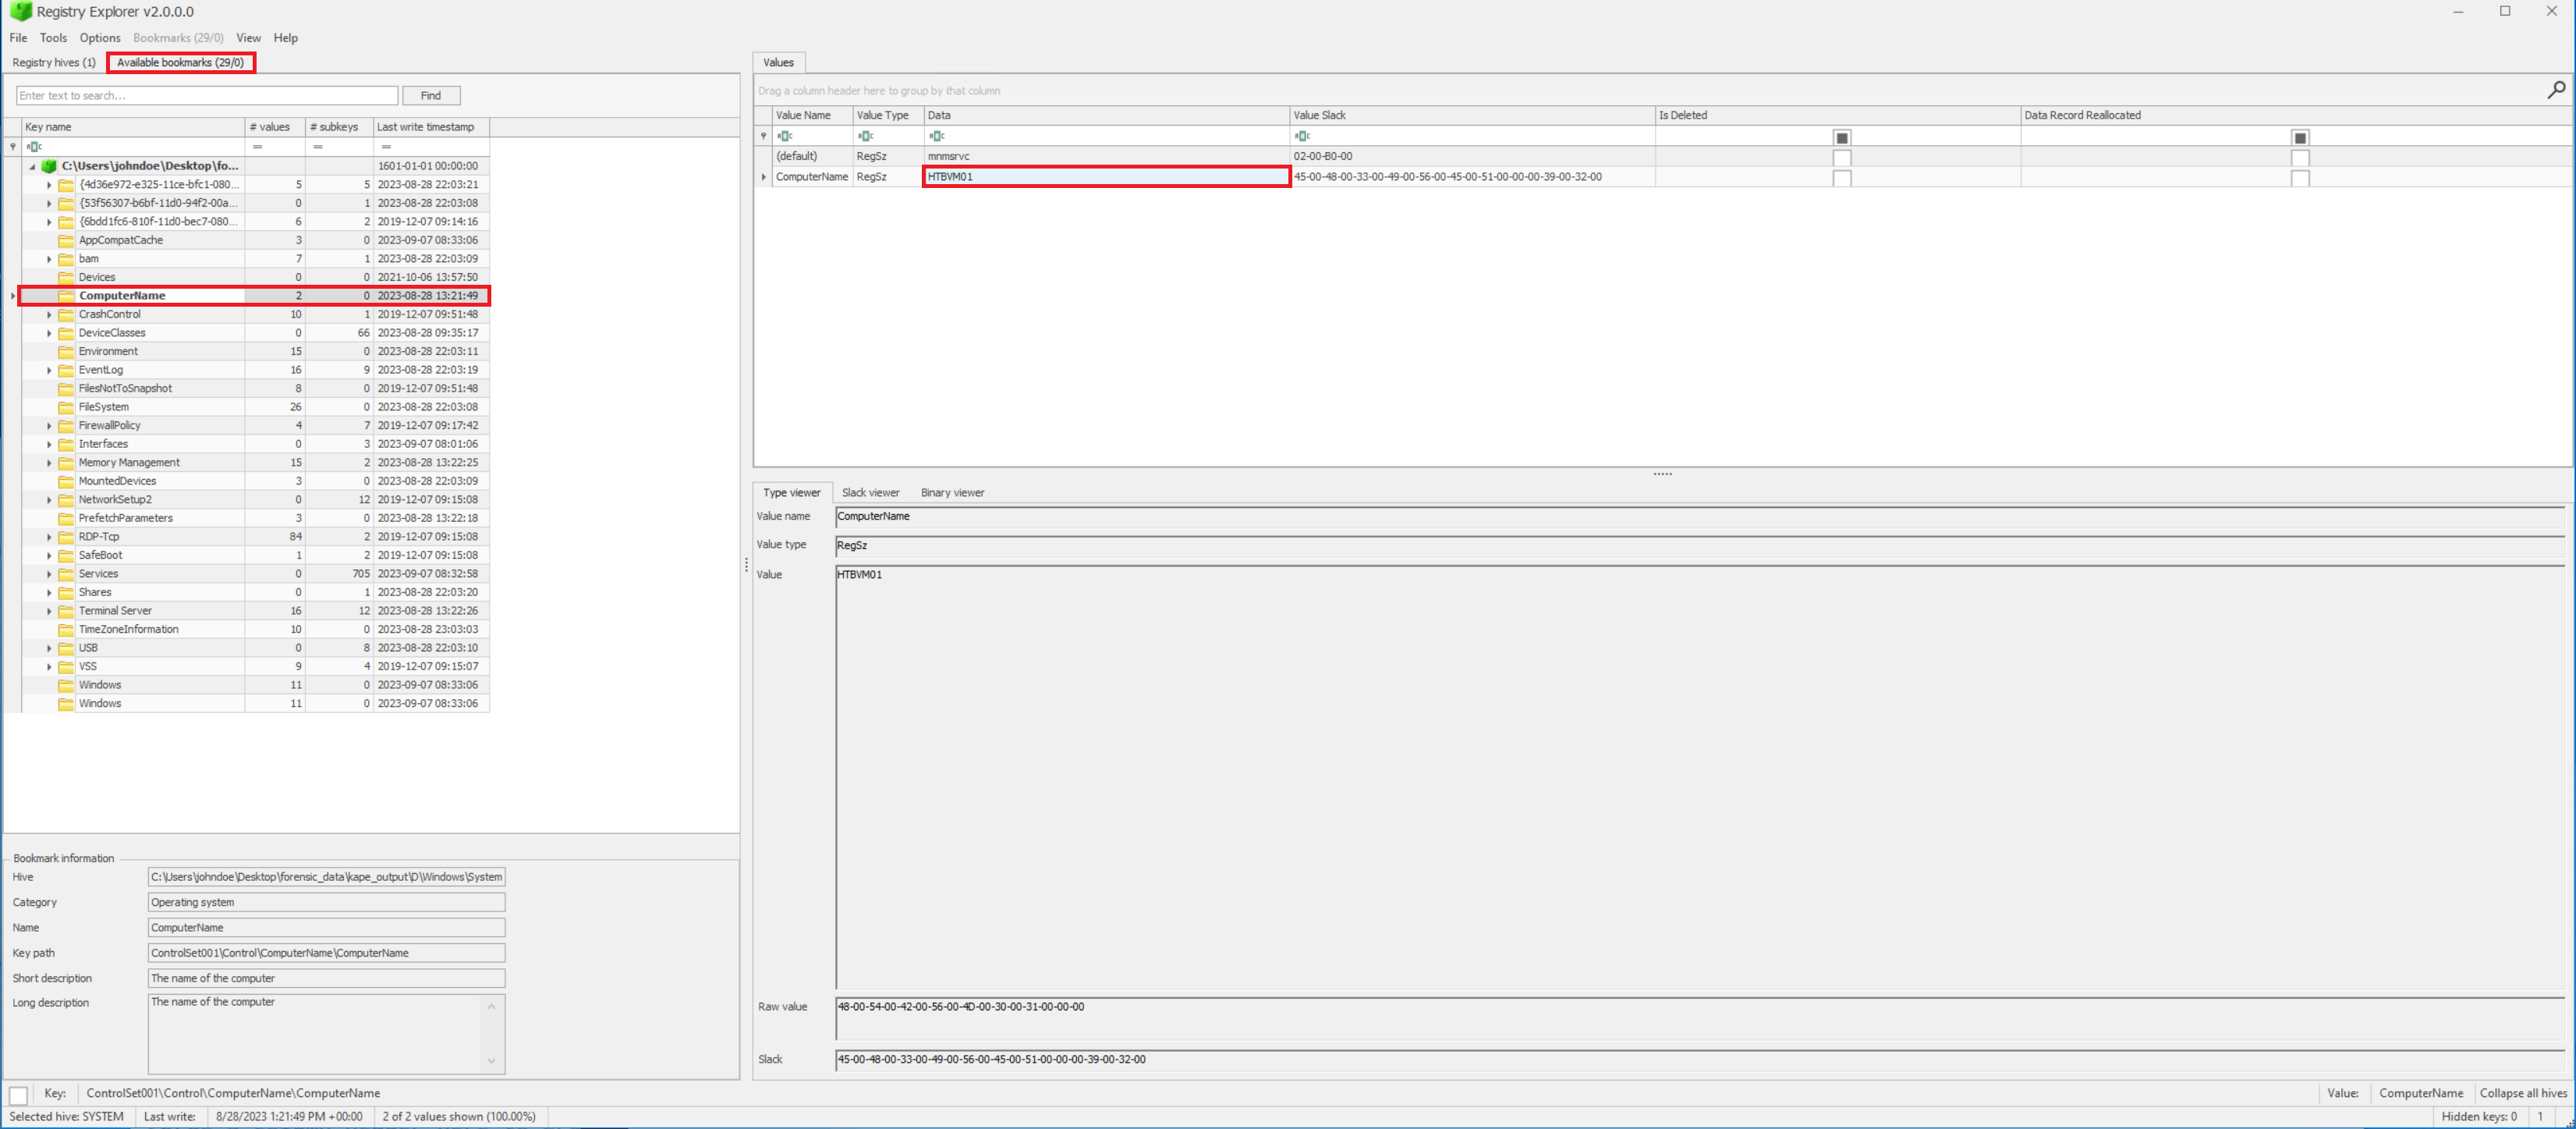 Registry Explorer v2.0.0.0
File Tools Options Bookmarks (29/0) View Help
Registry hives (1) Available bookmarks (29/0)
Enter text to search... Find
Key name # values # subkeys Last write timestamp
= = =
C:\Users\johndoe\Desktop\fo... 1601-01-01 00:00:00
{4d36e972-e325-11ce-bfc1-080... 5 5 2023-08-28 22:03:21
{53f56307-b6bf-11d0-94f2-00a... 0 1 2023-08-28 22:03:08
{6bdd1fc6-810f-11d0-bec7-080... 6 2 2019-12-07 09:14:16
AppCompatCache 3 0 2023-09-07 08:33:06
bam 7 1 2023-08-28 22:03:09
Devices 0 0 2021-10-06 13:57:50
ComputerName 2 0 2023-08-28 13:21:49
CrashControl 10 1 2019-12-07 09:51:48
DeviceClasses 0 66 2023-08-28 09:35:17
Environment 15 0 2023-08-28 22:03:11
EventLog 16 9 2023-08-28 22:03:19
FilesNotToSnapshot 8 0 2019-12-07 09:51:48
FileSystem 26 0 2023-08-28 22:03:08
FirewallPolicy 4 7 2019-12-07 09:17:42
Interfaces 0 3 2023-09-07 08:01:06
Memory Management 15 2 2023-08-28 13:22:25
MountedDevices 3 0 2023-08-28 22:03:09
NetworkSetup2 0 12 2019-12-07 09:15:08
PrefetchParameters 3 0 2023-08-28 13:22:18
RDP-Tcp 84 2 2019-12-07 09:15:08
SafeBoot 1 2 2019-12-07 09:15:08
Services 0 705 2023-09-07 08:32:58
Shares 0 1 2023-08-28 22:03:20
Terminal Server 16 12 2023-08-28 13:22:26
TimeZoneInformation 10 0 2023-08-28 23:03:03
USB 0 8 2023-08-28 22:03:10
VSS 9 4 2019-12-07 09:15:07
Windows 11 0 2023-09-07 08:33:06
Windows 11 0 2023-09-07 08:33:06
Bookmark information
Hive C:\Users\johndoe\Desktop\forensic_data\kape_output\D\Windows\System
Category Operating system
Name ComputerName
Key path ControlSet001\Control\ComputerName\ComputerName
Short description The name of the computer
Long description The name of the computer
Values
Drag a column header here to group by that column
Value Name Value Type Data Value Slack Is Deleted Data Record Reallocated
(default) RegSz mnmsrvc 02-00-B0-00
ComputerName RegSz HTBVM01 45-00-48-00-33-00-49-00-56-00-45-00-51-00-00-00-39-00-32-00
Type viewer Slack viewer Binary viewer
Value name ComputerName
Value type RegSz
Value HTBVM01
Raw value 48-00-54-00-42-00-56-00-4D-00-30-00-31-00-00-00
Slack 45-00-48-00-33-00-49-00-56-00-45-00-51-00-00-00-39-00-32-00
Key: ControlSet001\Control\ComputerName\ComputerName Value: ComputerName Collapse all hives
Selected hive: SYSTEM Last write: 8/28/2023 1:21:49 PM +00:00 2 of 2 values shown (100.00%) Hidden keys: 0 1